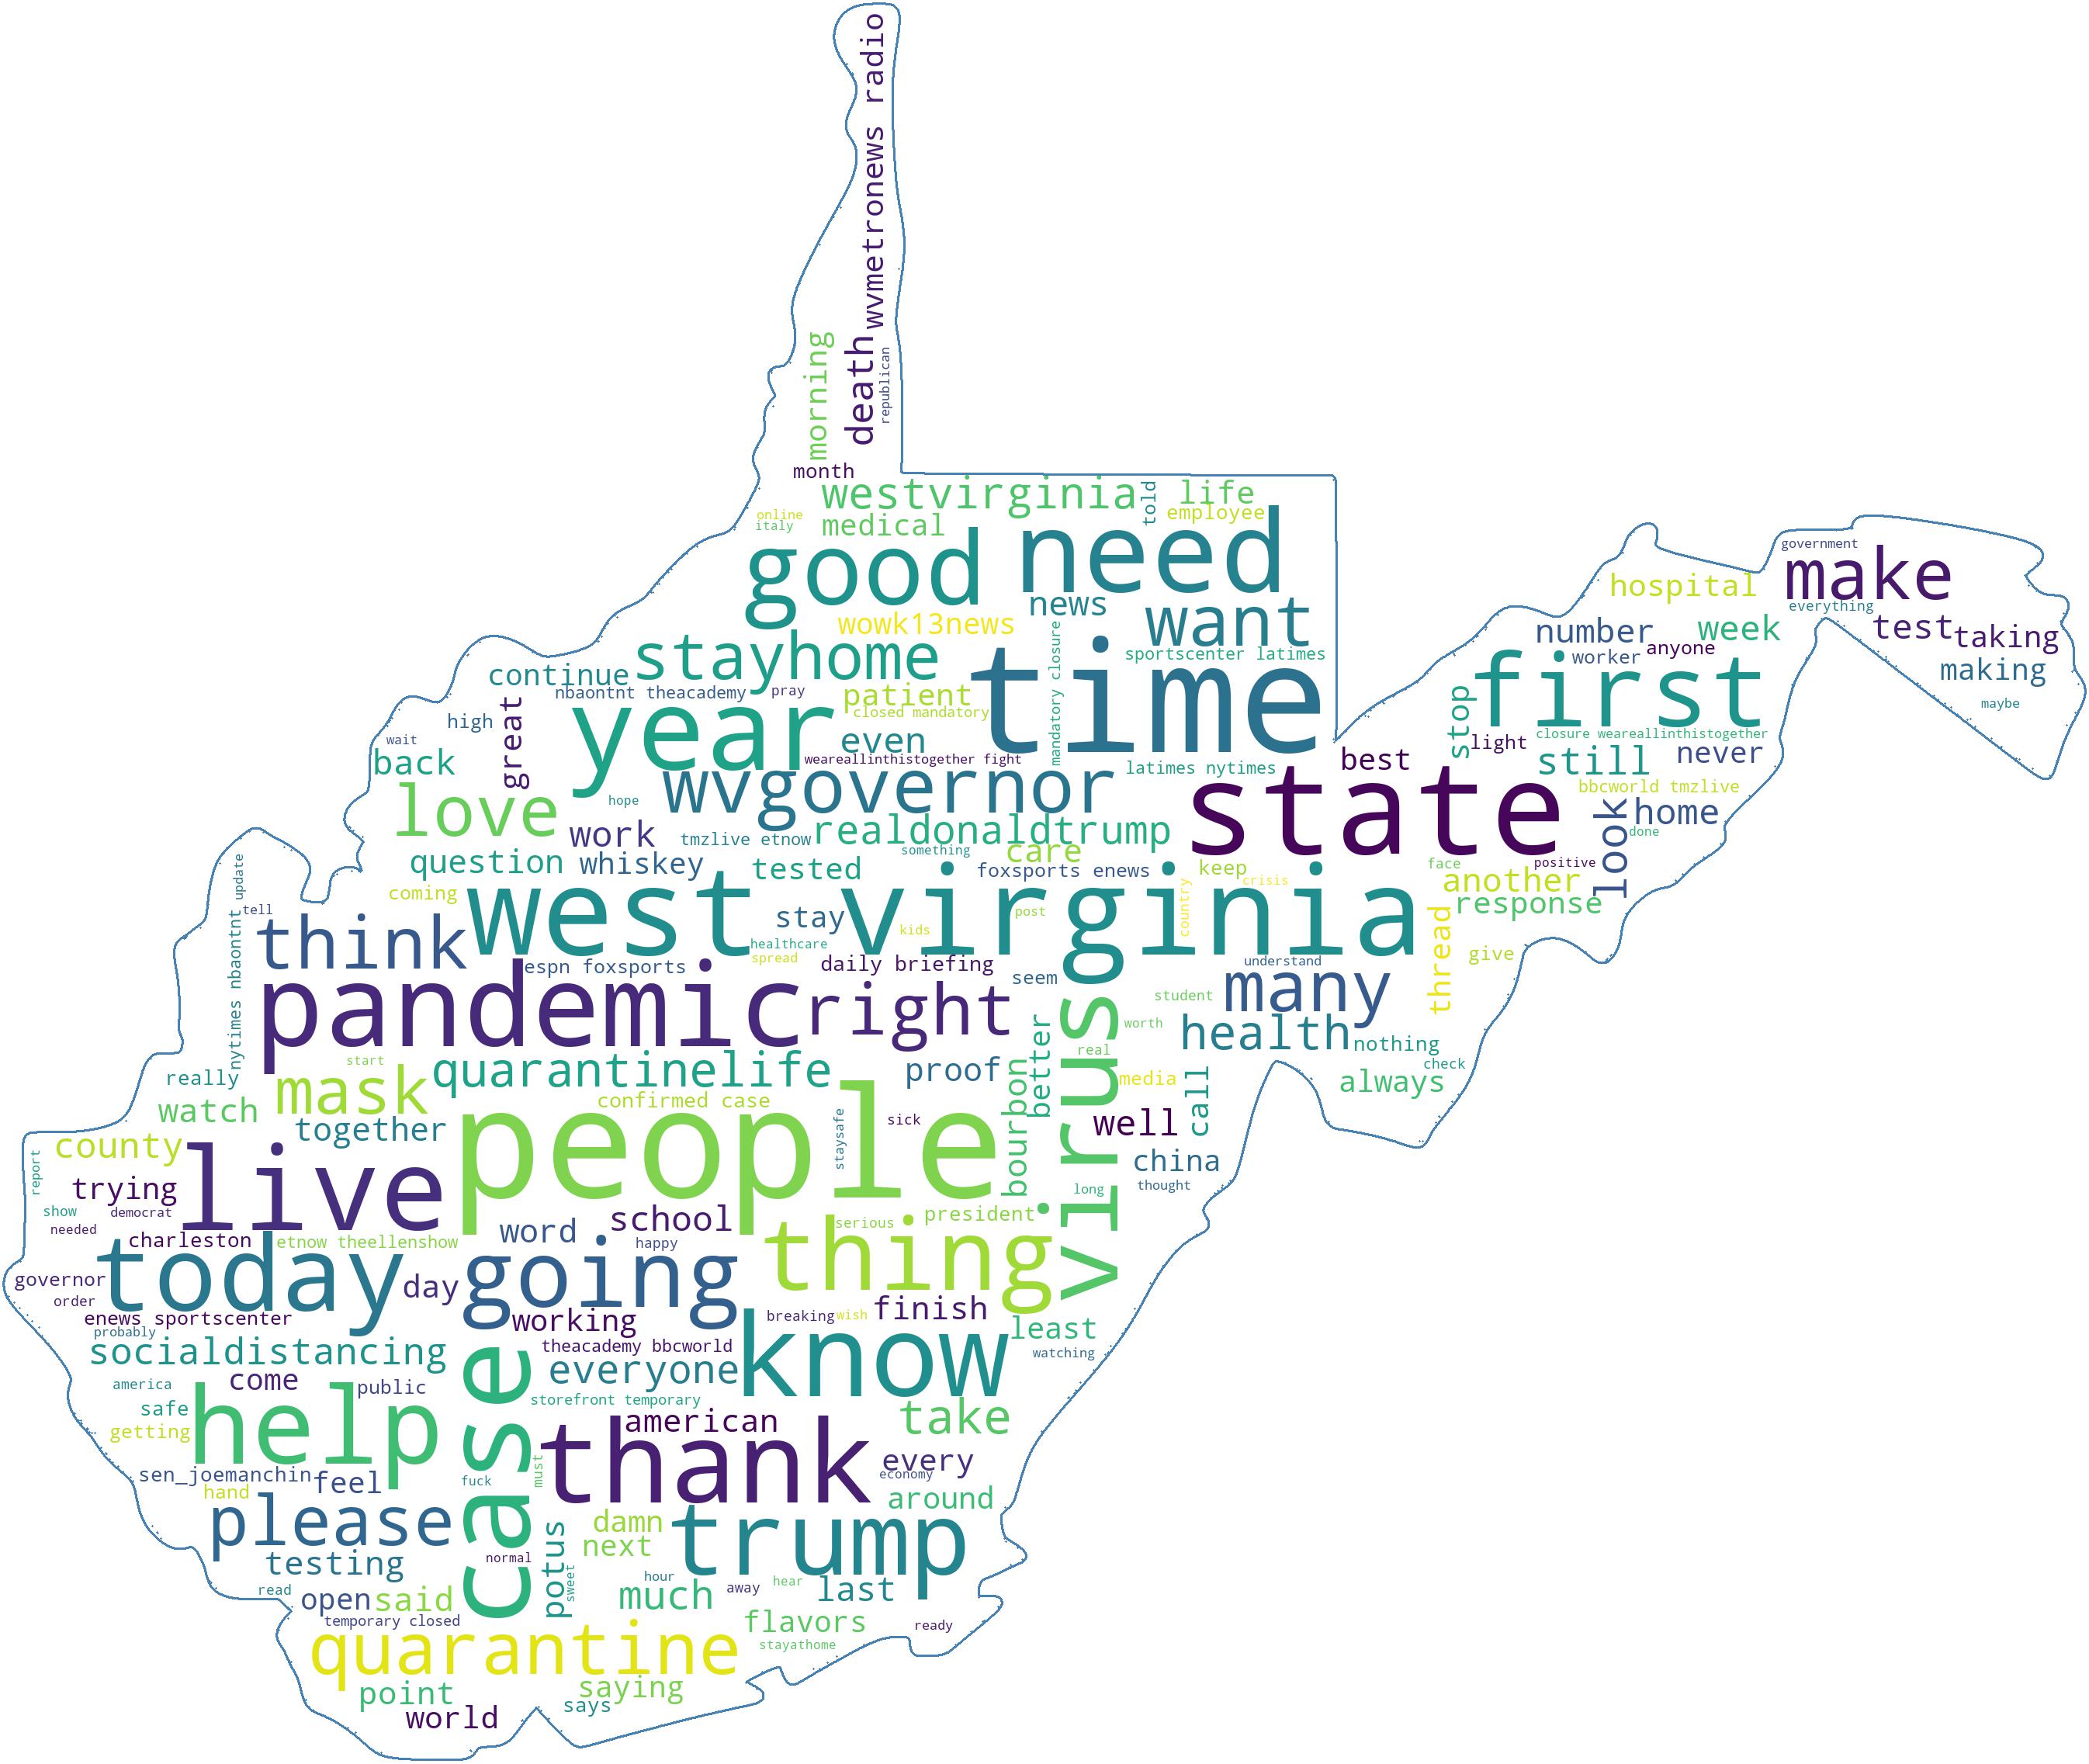 wvmetronews radio
death
republican
morning
month
westvirginia
told
life
employee
online
italy
medical
good
need
news
want
wowk13news
mandatory closure
sportscenter latimes
stayhome
continue
nbaontnt theacademy
pray
patient
closed mandatory
time
year
great
high
wait
back
even
weareallinthistogether fight
latimes nytimes
wvgovernor
hope
love
work
tmzlive etnow
realdonaldtrump
state
best
government
make
hospital
everything
test
taking
making
maybe
number
week
worker
anyone
first
stop
light
closure weareallinthistogether
still
never
bbcworld tmzlive
home
look
done
question
whiskey
tested
something
care
foxsports enews
keep
crisis
country
face
positive
another
response
thread
give
coming
west virginia
update
tell
nytimes nbaontnt
think
stay
post
kids
healthcare
spread
espn foxsports
daily briefing
seem
understand
many
student
pandemic
right
virus
worth
health
nothing
check
always
real
media
call
better
bourbon
proof
start
quarantinelife
really
mask
watch
confirmed case
together
county
people
staysafe
sick
well
china
thought
long
report
trying
live
show
democrat
needed
charleston
etnow theellenshow
word
school
happy
serious
president
thing
today
going
day
governor
order
enews sportscenter
probably
working
breaking
wish
finish
least
watching
socialdistancing
theacademy bbcworld
everyone
know
case
come
america
public
safe
getting
help
storefront temporary
american
take
thank
every
economy
around
sen_joemanchin
feel
hand
fuck
must
please
damn
next
trump
testing
normal
potus
sweet
read
open
said
hour
much
away
hear
last
temporary closed
flavors
ready
stayathome
quarantine
point
saying
says
world